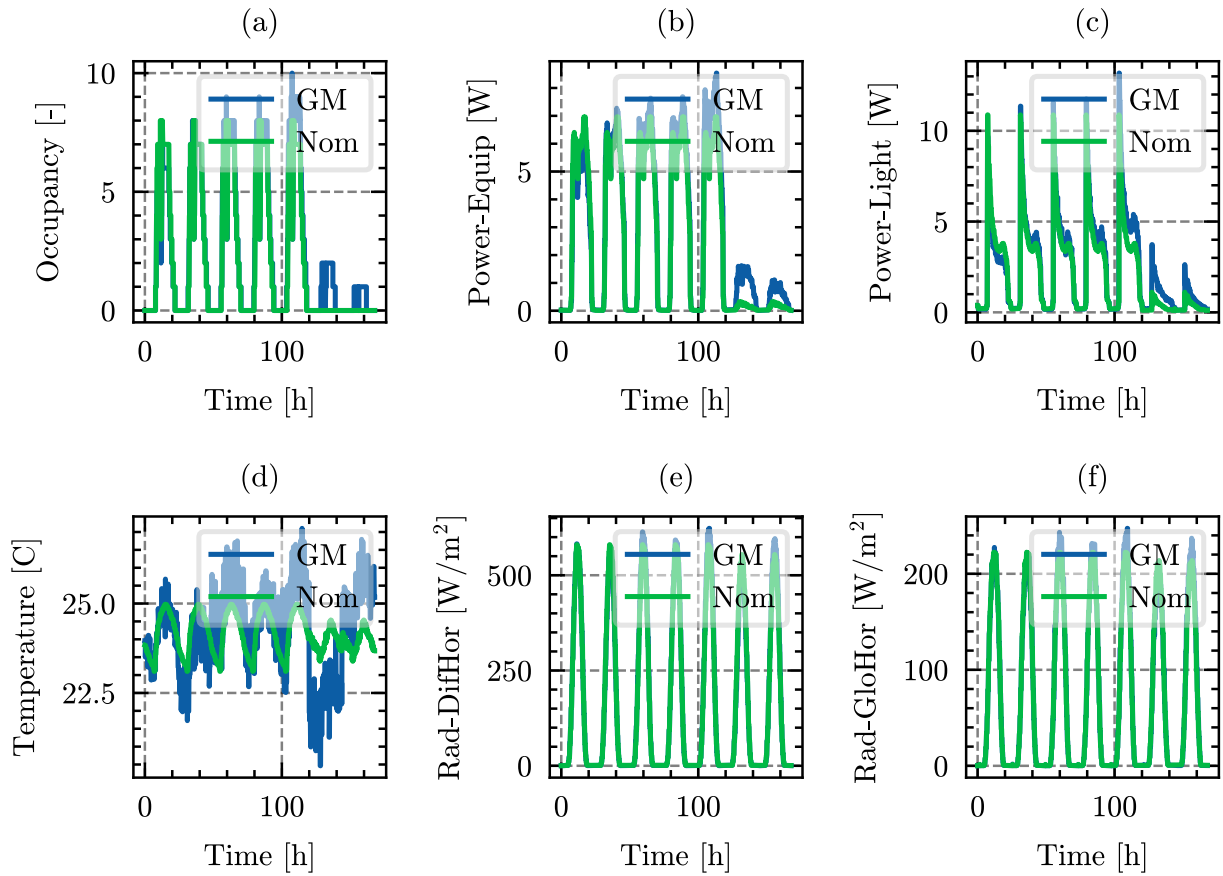 (a)
Occupancy [-]
10
5
0
GM
Nom
0
100
Time [h]
(b)
Power-Equip [W]
5
0
GM
Nom
0
100
Time [h]
(c)
Power-Light [W]
10
5
0
GM
Nom
0
100
Time [h]
(d)
Temperature [C]
25.0
22.5
GM
Nom
0
100
Time [h]
(e)
Rad-DifHor [W/m²]
500
250
0
GM
Nom
0
100
Time [h]
(f)
Rad-GloHor [W/m²]
200
100
0
GM
Nom
0
100
Time [h]